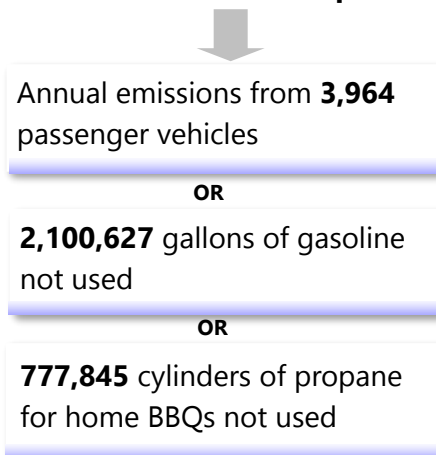 Annual emissions from 3,964
passenger vehicles
OR
2,100,627 gallons of gasoline
not used
OR
777,845 cylinders of propane
for home BBQs not used